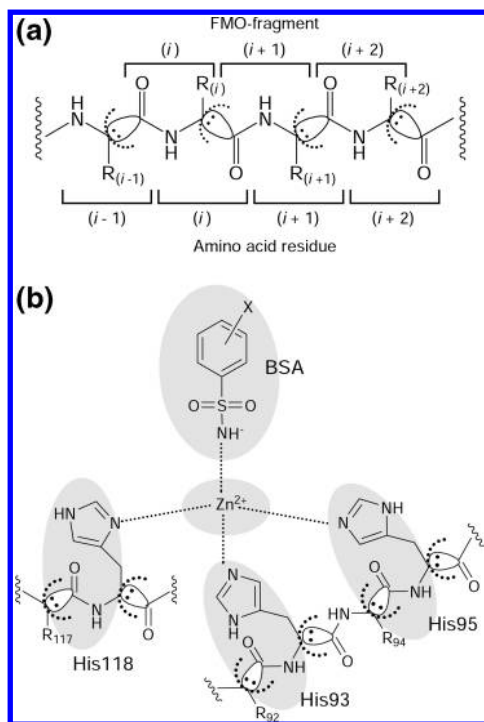 (a)
FMO-fragment
(i) (i + 1) (i + 2)
O R(i) O R(i+2)
H N N H H N N H
R(i-1) O R(i+1) O
(i - 1) (i) (i + 1) (i + 2)
Amino acid residue
(b)
X
BSA
O=S=O
NH-
Zn2+
HN N N NH N NH
O N H R117 O His118
O N H R92 O His93
HN R94 O N H O His95